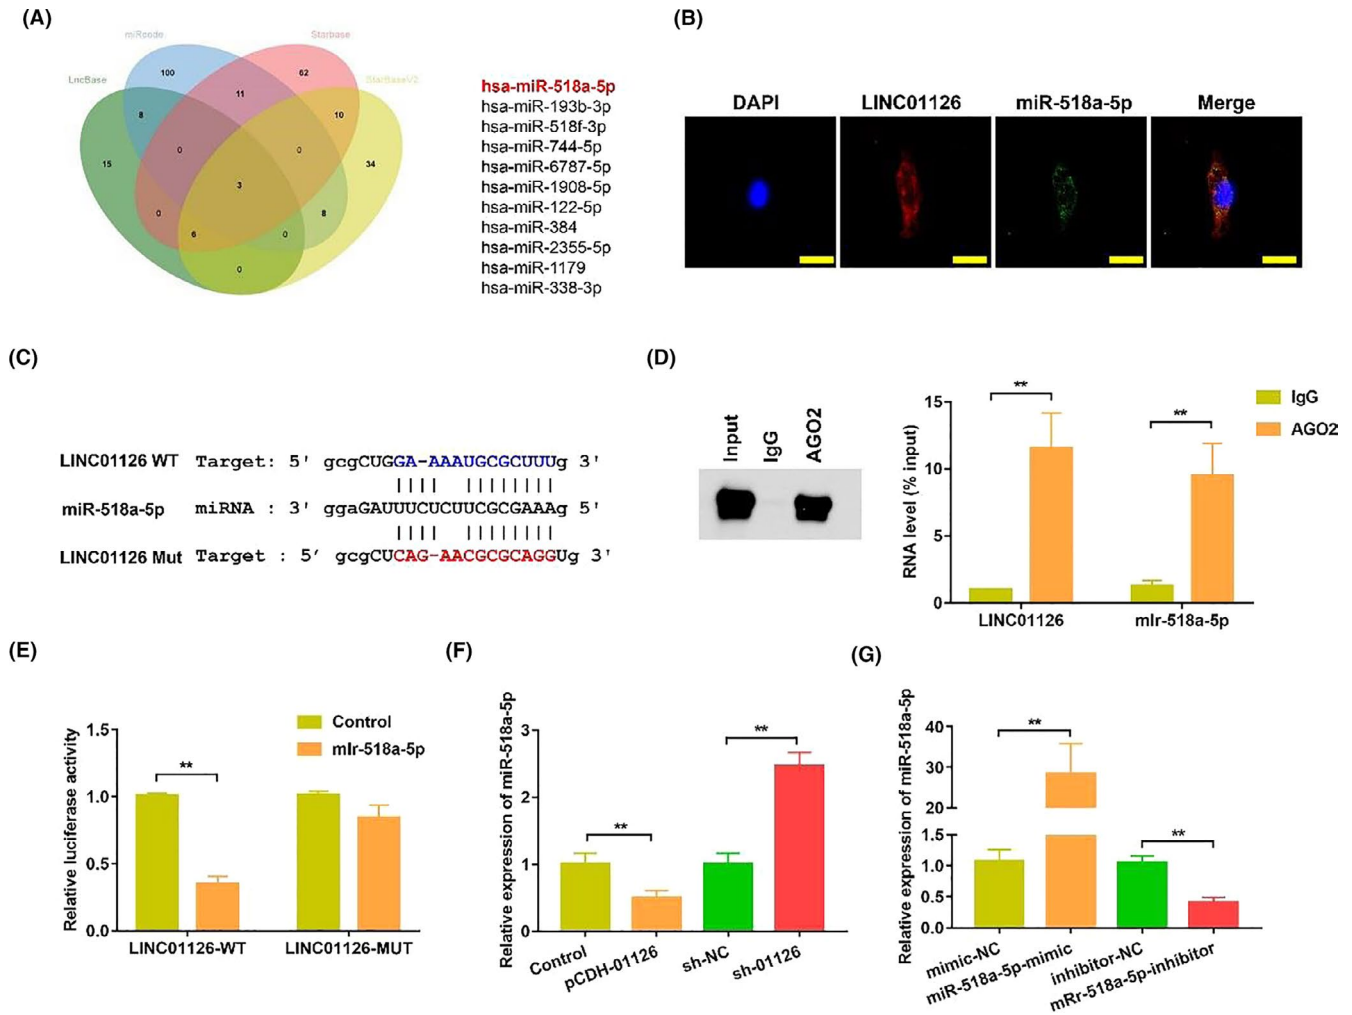 (A)
miRcode
Starbase
LncBase
StarBaseV2
100
62
11
8
10
15
0
0
34
3
0
8
6
0
0
hsa-miR-518a-5p
hsa-miR-193b-3p
hsa-miR-518f-3p
hsa-miR-744-5p
hsa-miR-6787-5p
hsa-miR-1908-5p
hsa-miR-122-5p
hsa-miR-384
hsa-miR-2355-5p
hsa-miR-1179
hsa-miR-338-3p
(B)
DAPI LINC01126 miR-518a-5p Merge
(C)
LINC01126 WT Target: 5' gcgCUGGA-AAAUGCGCUUUg 3'
miR-518a-5p miRNA : 3' ggaGAUUUCUCUUCGCGAAAg 5'
LINC01126 Mut Target : 5' gcgCUCAG-AACGCGCAGGUg 3'
(D)
Input IgG AGO2
RNA level (% input)
15
10
5
0
** **
LINC01126 mIr-518a-5p
IgG
AGO2
(E)
Relative luciferase activity
1.5
1.0
0.5
0.0
**
Control
mIr-518a-5p
LINC01126-WT LINC01126-MUT
(F)
Relative expression of miR-518a-5p
3
2
1
0
** **
Control pCDH-01126 sh-NC sh-01126
(G)
Relative expression of miR-518a-5p
40
30
20
1.5
1.0
0.5
0.0
** **
mimic-NC miR-518a-5p-mimic inhibitor-NC mRr-518a-5p-inhibitor